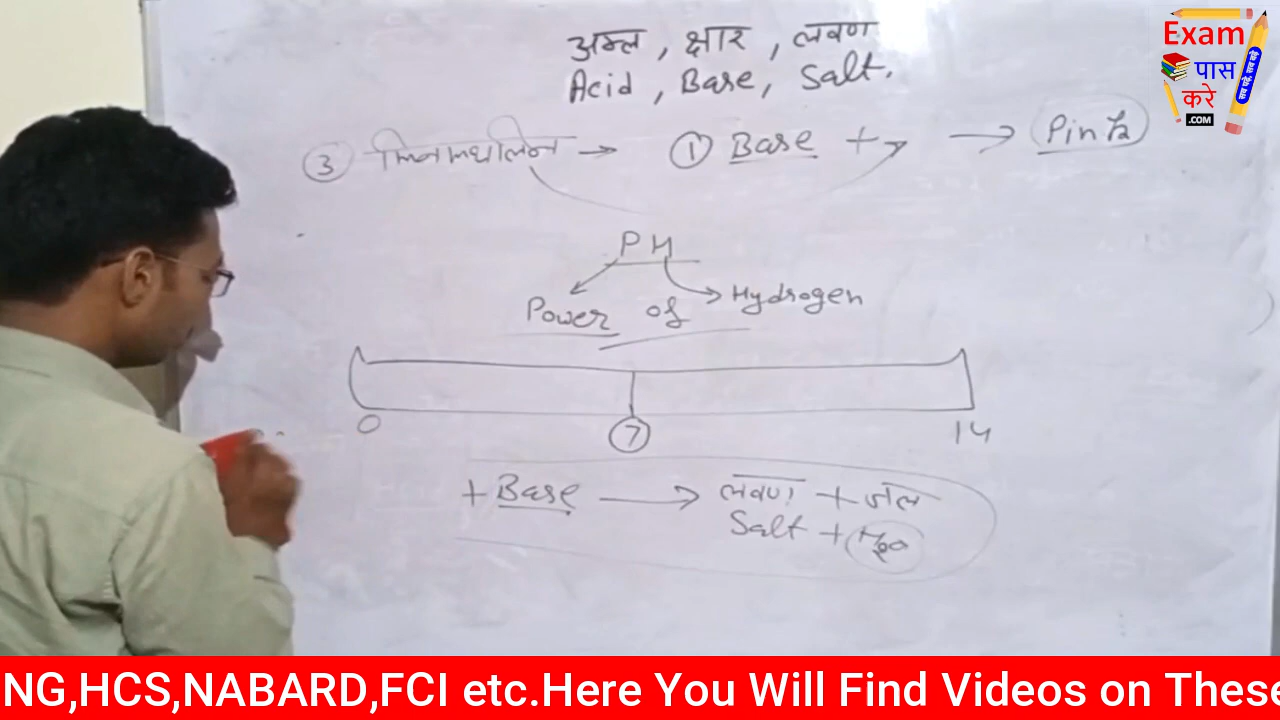 अम्ल, क्षार, लवण
Acid, Base, Salt.
Exam
पास
करे
.COM
③ फिनाफ्थलिन → ① Base + → Pink
PH
Power of Hydrogen
0 7 14
+ Base → लवण + जल
Salt + H2O
NG,HCS,NABARD,FCI etc.Here You Will Find Videos on These